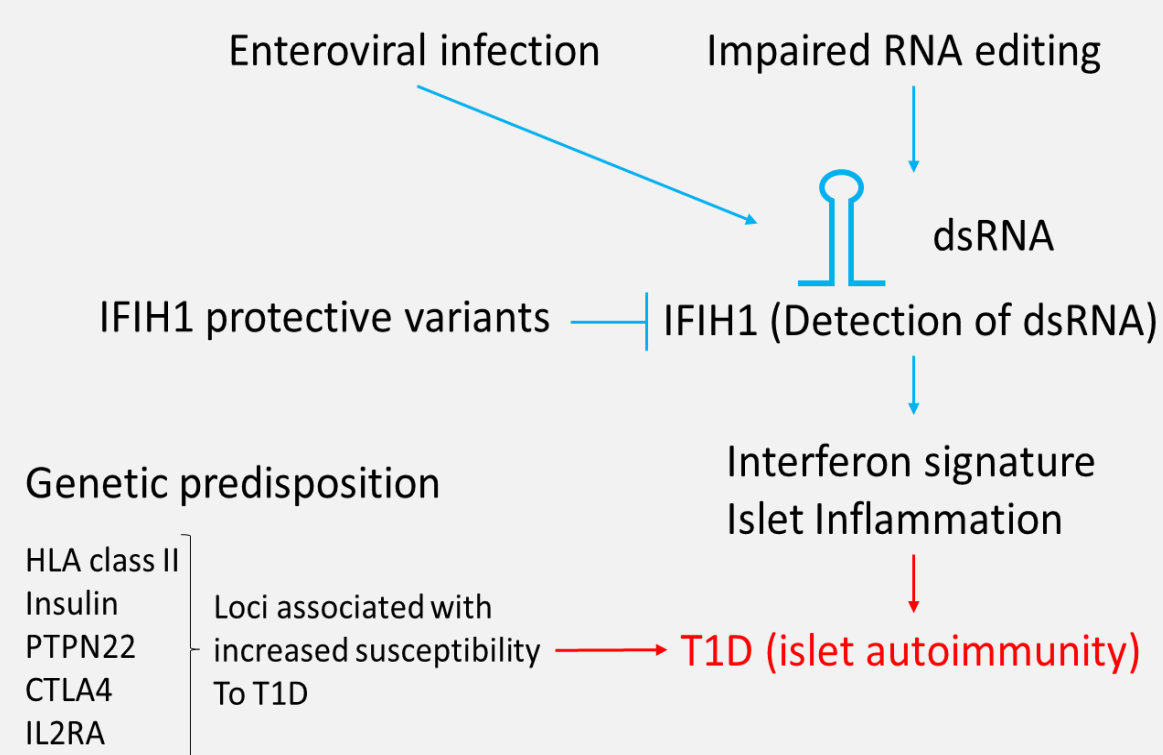 Enteroviral infection
Impaired RNA editing
dsRNA
IFIH1 protective variants
IFIH1 (Detection of dsRNA)
Interferon signature
Islet Inflammation
Genetic predisposition
HLA class II
Insulin
PTPN22
CTLA4
IL2RA
Loci associated with
increased susceptibility
To T1D
T1D (islet autoimmunity)